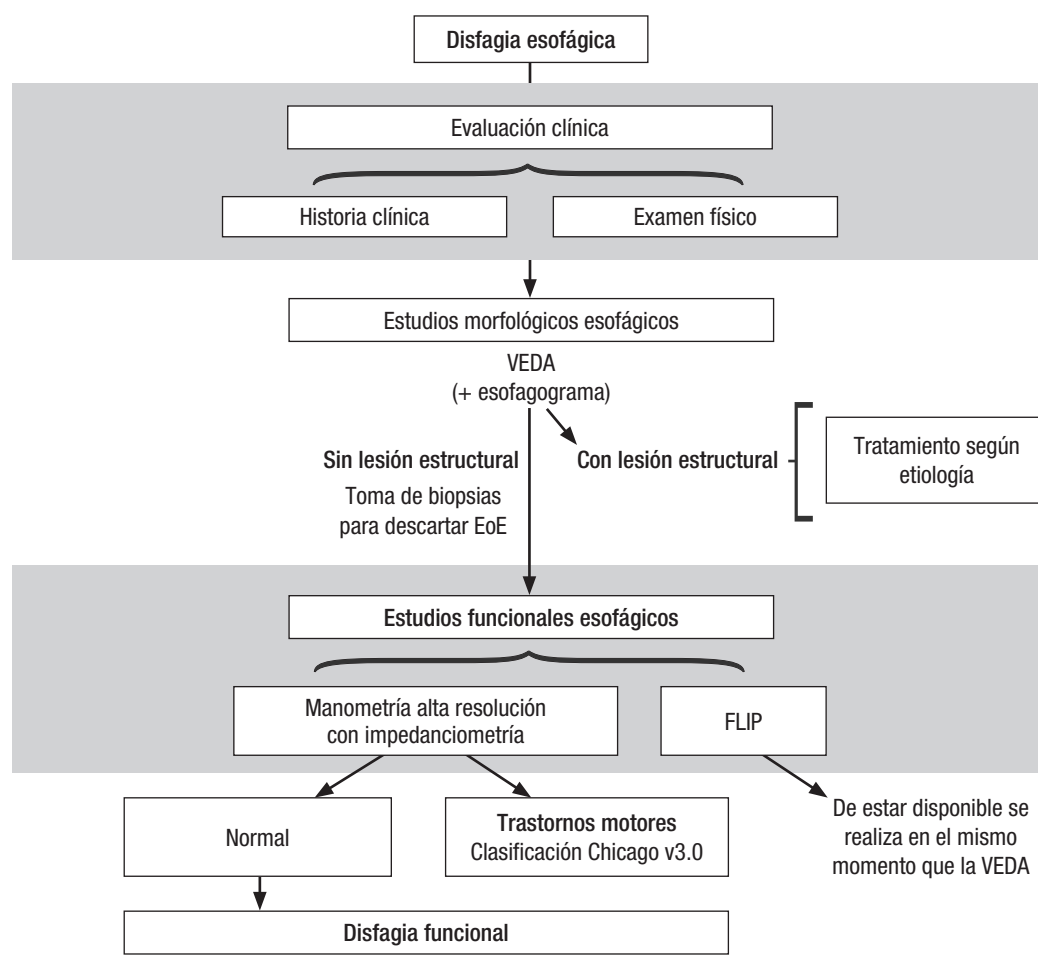 Disfagia esofágica
Evaluación clínica
Historia clínica
Examen físico
Estudios morfológicos esofágicos
VEDA
(+ esofagograma)
Sin lesión estructural
Toma de biopsias
para descartar EoE
Con lesión estructural
Tratamiento según
etiología
Estudios funcionales esofágicos
Manometría alta resolución
con impedanciometría
FLIP
Normal
Trastornos motores
Clasificación Chicago v3.0
De estar disponible se
realiza en el mismo
momento que la VEDA
Disfagia funcional